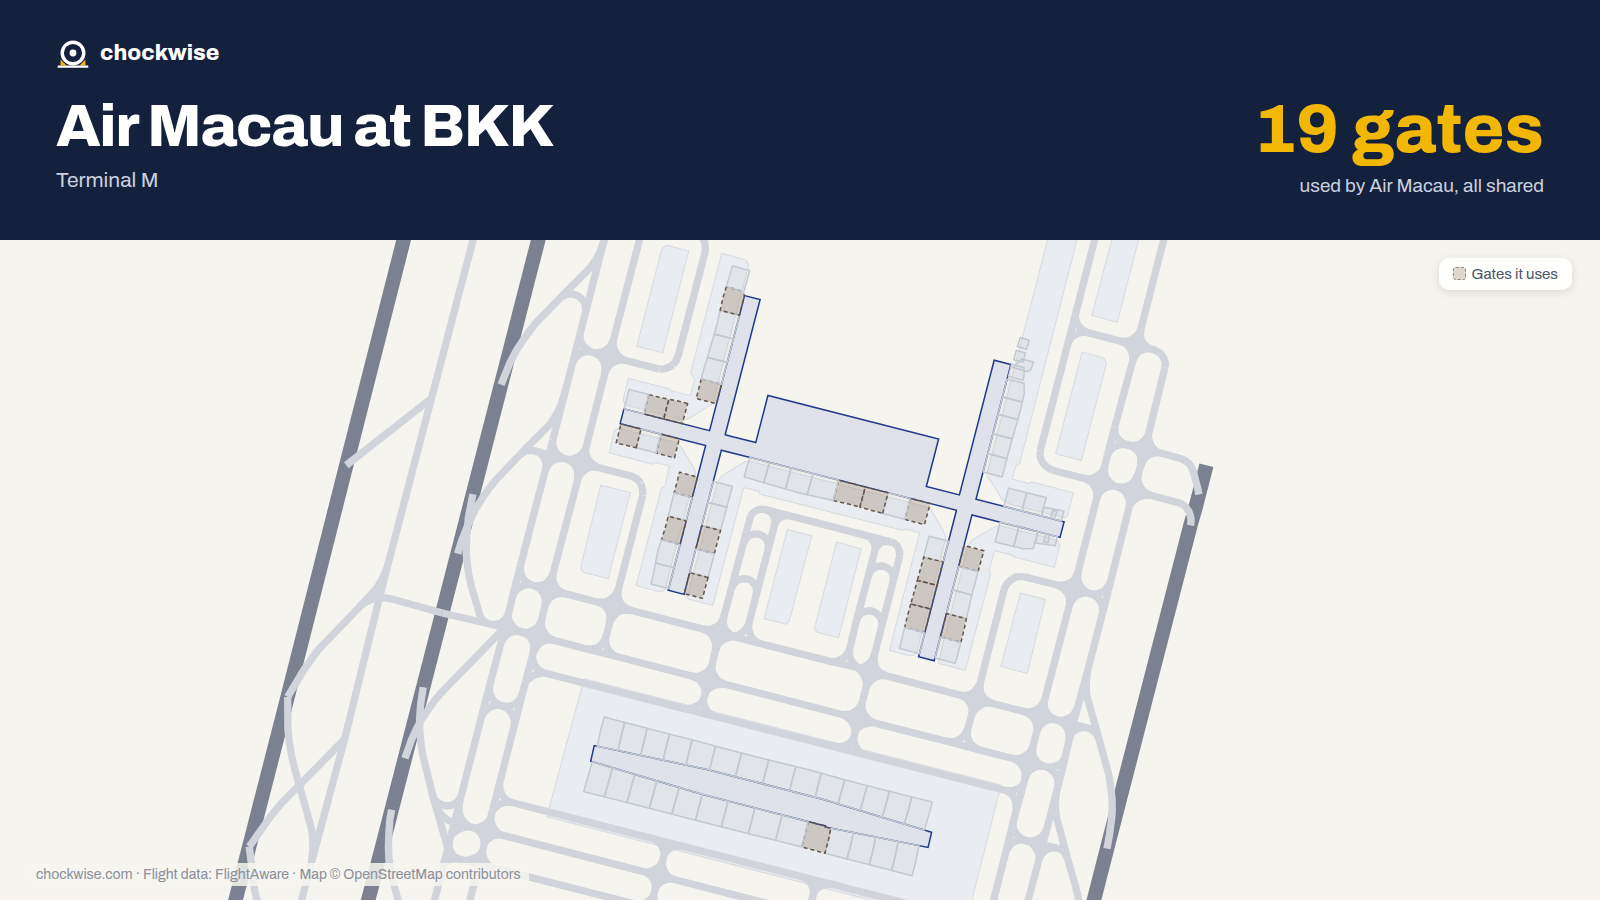 chockwise
Air Macau at BKK
Terminal M
19 gates
used by Air Macau, all shared
Gates it uses
chockwise.com · Flight data: FlightAware · Map © OpenStreetMap contributors